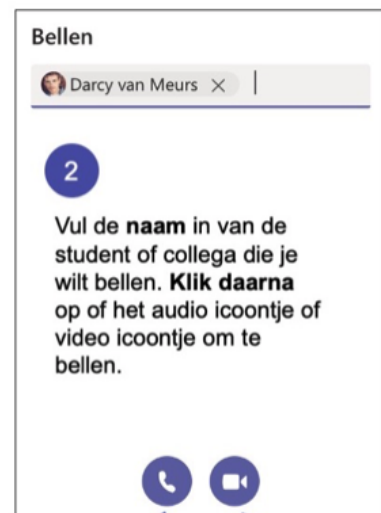 Bellen
Darcy van Meurs
2
Vul de naam in van de
student of collega die je
wilt bellen. Klik daarna
op of het audio icoontje of
video icoontje om te
bellen.